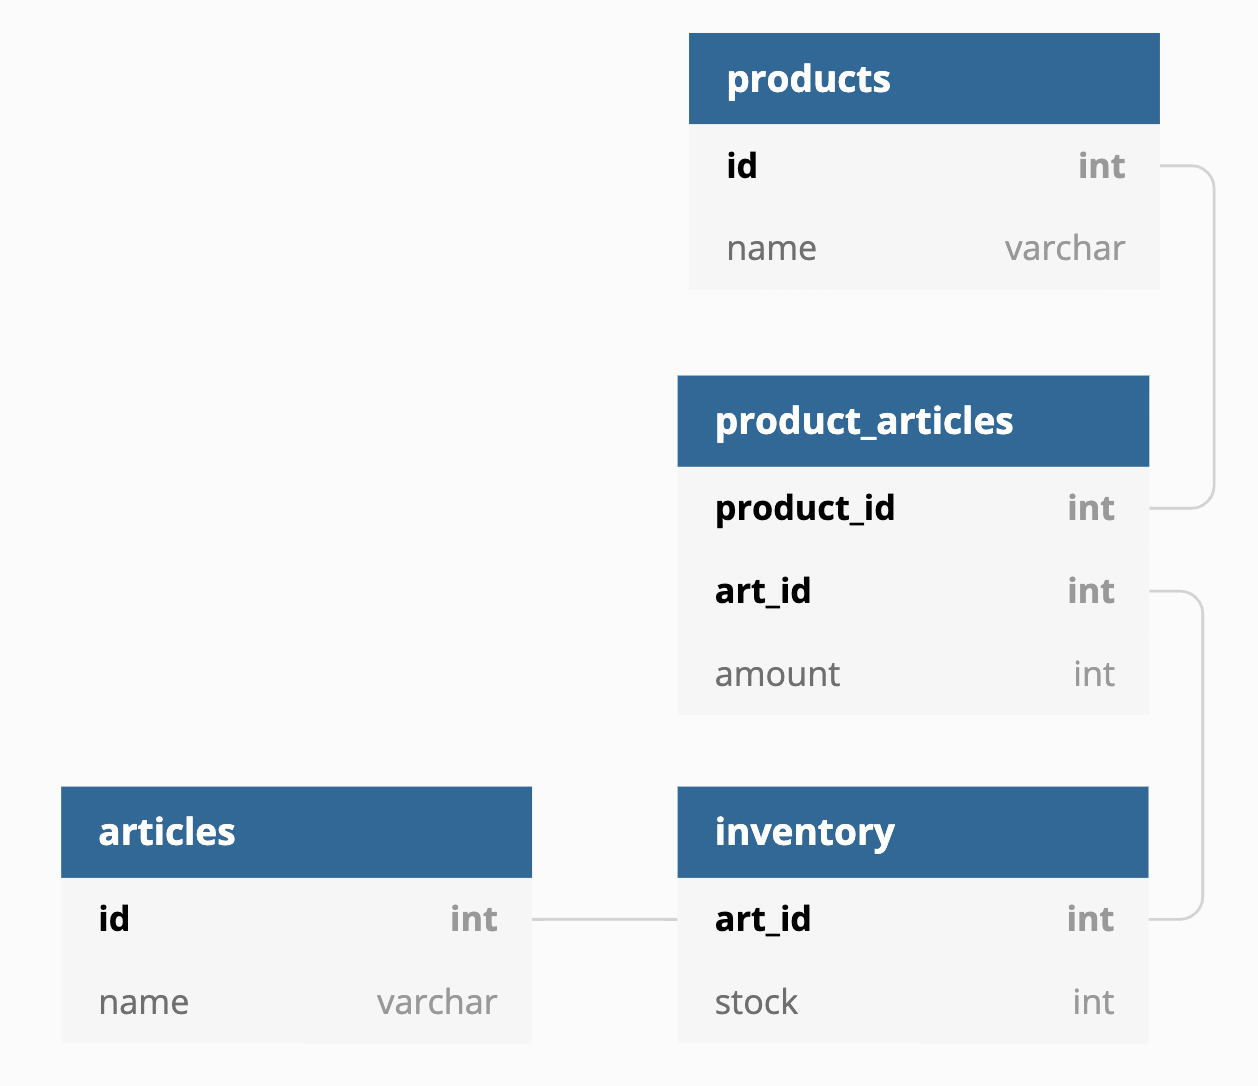 products
id int
name varchar
product_articles
product_id int
art_id int
amount int
articles
id int
name varchar
inventory
art_id int
stock int